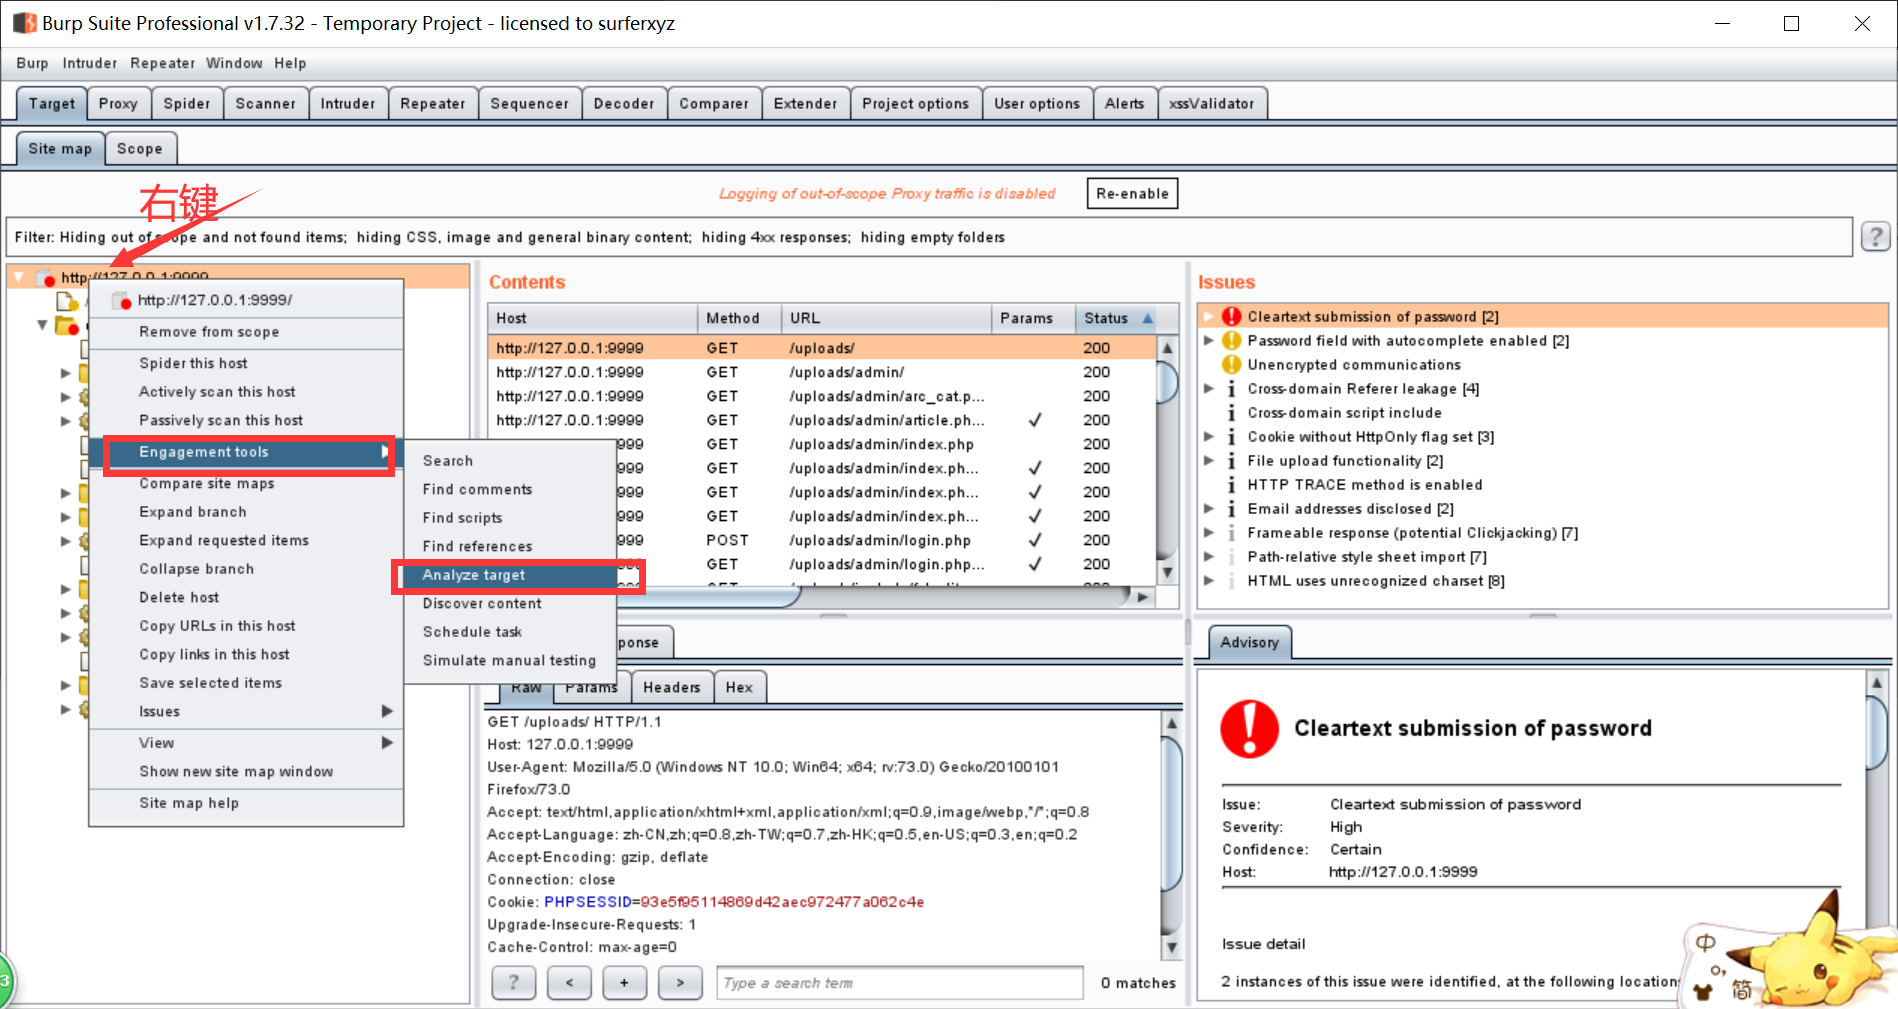 Burp Suite Professional v1.7.32 - Temporary Project - licensed to surferxyz
Burp Intruder Repeater Window Help
Target Proxy Spider Scanner Intruder Repeater Sequencer Decoder Comparer Extender Project options User options Alerts xssValidator
Site map Scope
右键
Logging of out-of-scope Proxy traffic is disabled Re-enable
Filter: Hiding out of scope and not found items; hiding CSS, image and general binary content; hiding 4xx responses; hiding empty folders ?
http://127.0.0.1:9999
http://127.0.0.1:9999/
Remove from scope
Spider this host
Actively scan this host
Passively scan this host
Engagement tools
Compare site maps
Expand branch
Expand requested items
Collapse branch
Delete host
Copy URLs in this host
Copy links in this host
Save selected items
Issues
View
Show new site map window
Site map help
Search
Find comments
Find scripts
Find references
Analyze target
Discover content
Schedule task
Simulate manual testing
Contents
Host Method URL Params Status
http://127.0.0.1:9999 GET /uploads/ 200
http://127.0.0.1:9999 GET /uploads/admin/ 200
http://127.0.0.1:9999 GET /uploads/admin/arc_cat.p... 200
http://127.0.0.1:9999 GET /uploads/admin/article.ph... ✓ 200
999 GET /uploads/admin/index.php 200
999 GET /uploads/admin/index.ph... ✓ 200
999 GET /uploads/admin/index.ph... ✓ 200
999 GET /uploads/admin/index.ph... ✓ 200
999 POST /uploads/admin/login.php ✓ 200
GET /uploads/admin/login.php... ✓ 200
ponse
Raw Params Headers Hex
GET /uploads/ HTTP/1.1
Host: 127.0.0.1:9999
User-Agent: Mozilla/5.0 (Windows NT 10.0; Win64; x64; rv:73.0) Gecko/20100101
Firefox/73.0
Accept: text/html,application/xhtml+xml,application/xml;q=0.9,image/webp,*/*;q=0.8
Accept-Language: zh-CN,zh;q=0.8,zh-TW;q=0.7,zh-HK;q=0.5,en-US;q=0.3,en;q=0.2
Accept-Encoding: gzip, deflate
Connection: close
Cookie: PHPSESSID=93e5f95114869d42aec972477a062c4e
Upgrade-Insecure-Requests: 1
Cache-Control: max-age=0
? < + > Type a search term 0 matches
Issues
Cleartext submission of password [2]
Password field with autocomplete enabled [2]
Unencrypted communications
Cross-domain Referer leakage [4]
Cross-domain script include
Cookie without HttpOnly flag set [3]
File upload functionality [2]
HTTP TRACE method is enabled
Email addresses disclosed [2]
Frameable response (potential Clickjacking) [7]
Path-relative style sheet import [7]
HTML uses unrecognized charset [8]
Advisory
Cleartext submission of password
Issue: Cleartext submission of password
Severity: High
Confidence: Certain
Host: http://127.0.0.1:9999
Issue detail
2 instances of this issue were identified, at the following location
中
简
3